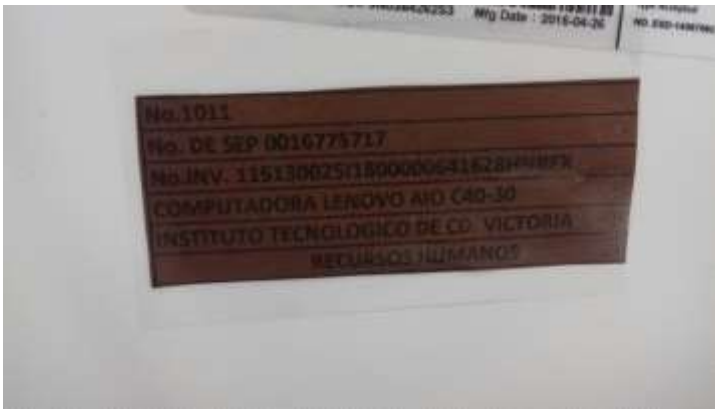 Mfg Date : 2016-04-26
No.1011
No. DE SEP 0016775717
No.INV.
COMPUTADORA LENOVO AIO C40-30
INSTITUTO TECNOLOGICO DE CD. VICTORIA
RECURSOS HUMANOS